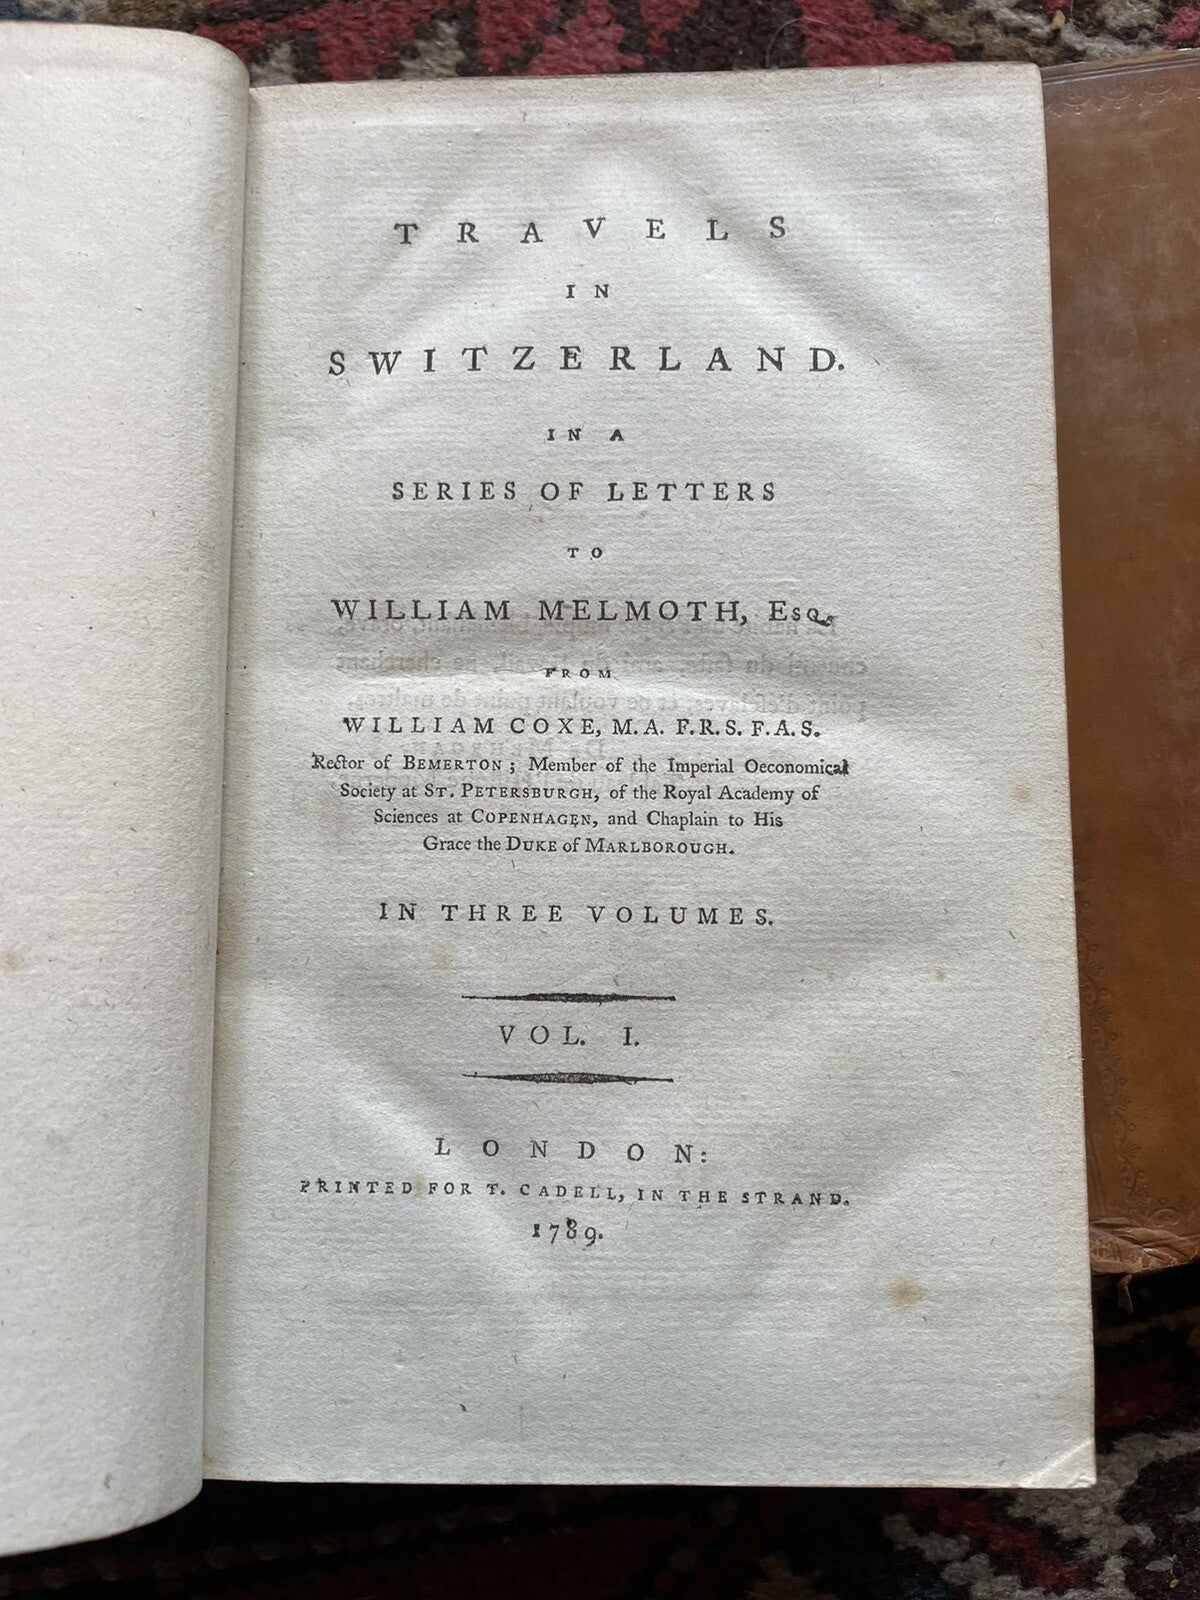 TRAVELS
IN
SWITZERLAND.
IN A
SERIES OF LETTERS
TO
WILLIAM MELMOTH, Esq.
FROM
WILLIAM COXE, M.A. F.R.S. F.A.S.
Rector of BEMERTON; Member of the Imperial Oeconomical
Society at ST. PETERSBURGH, of the Royal Academy of
Sciences at COPENHAGEN, and Chaplain to His
Grace the DUKE of MARLBOROUGH.
IN THREE VOLUMES.
VOL. I.
LONDON:
PRINTED FOR T. CADELL, IN THE STRAND.
1789.